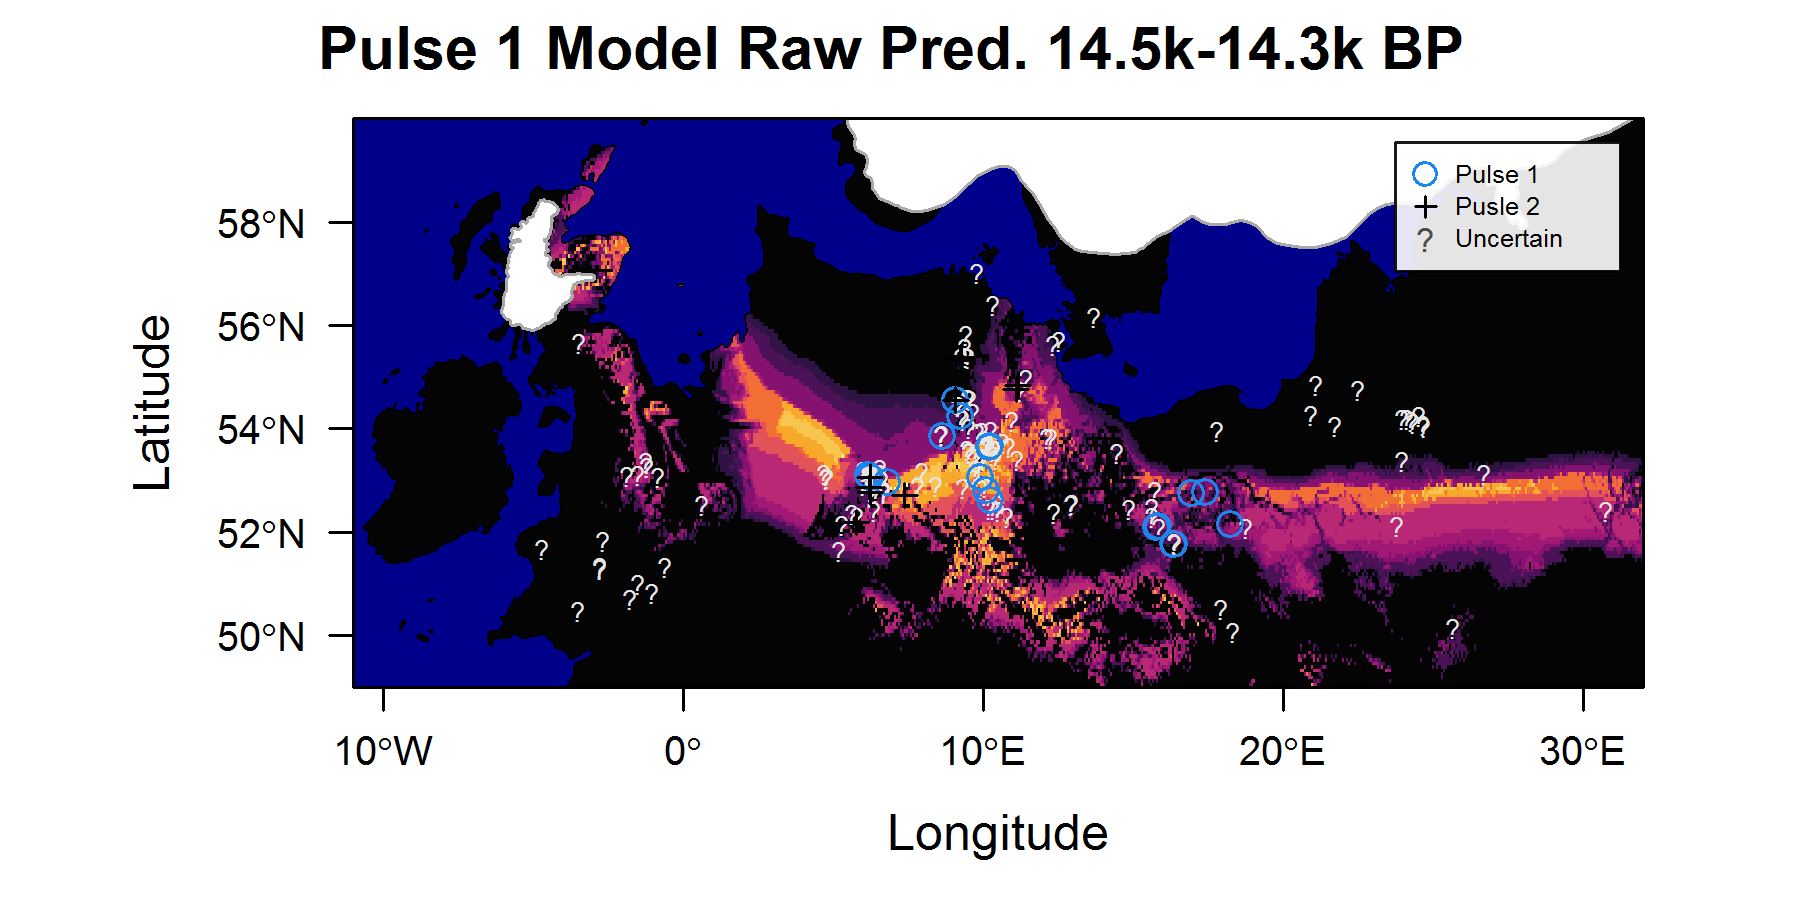 Pulse 1 Model Raw Pred. 14.5k-14.3k BP
Pulse 1
Pusle 2
? Uncertain
58°N
56°N
54°N
52°N
50°N
Latitude
10°W 0° 10°E 20°E 30°E
Longitude